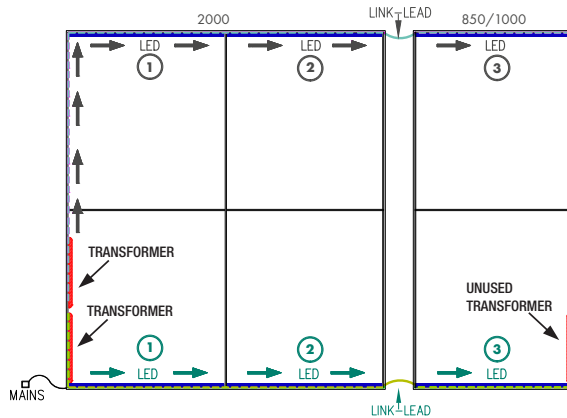 2000
LINK-LEAD
850/1000
LED
LED
LED
1
2
3
TRANSFORMER
TRANSFORMER
UNUSED
TRANSFORMER
1
2
3
LED
LED
LED
MAINS
LINK-LEAD